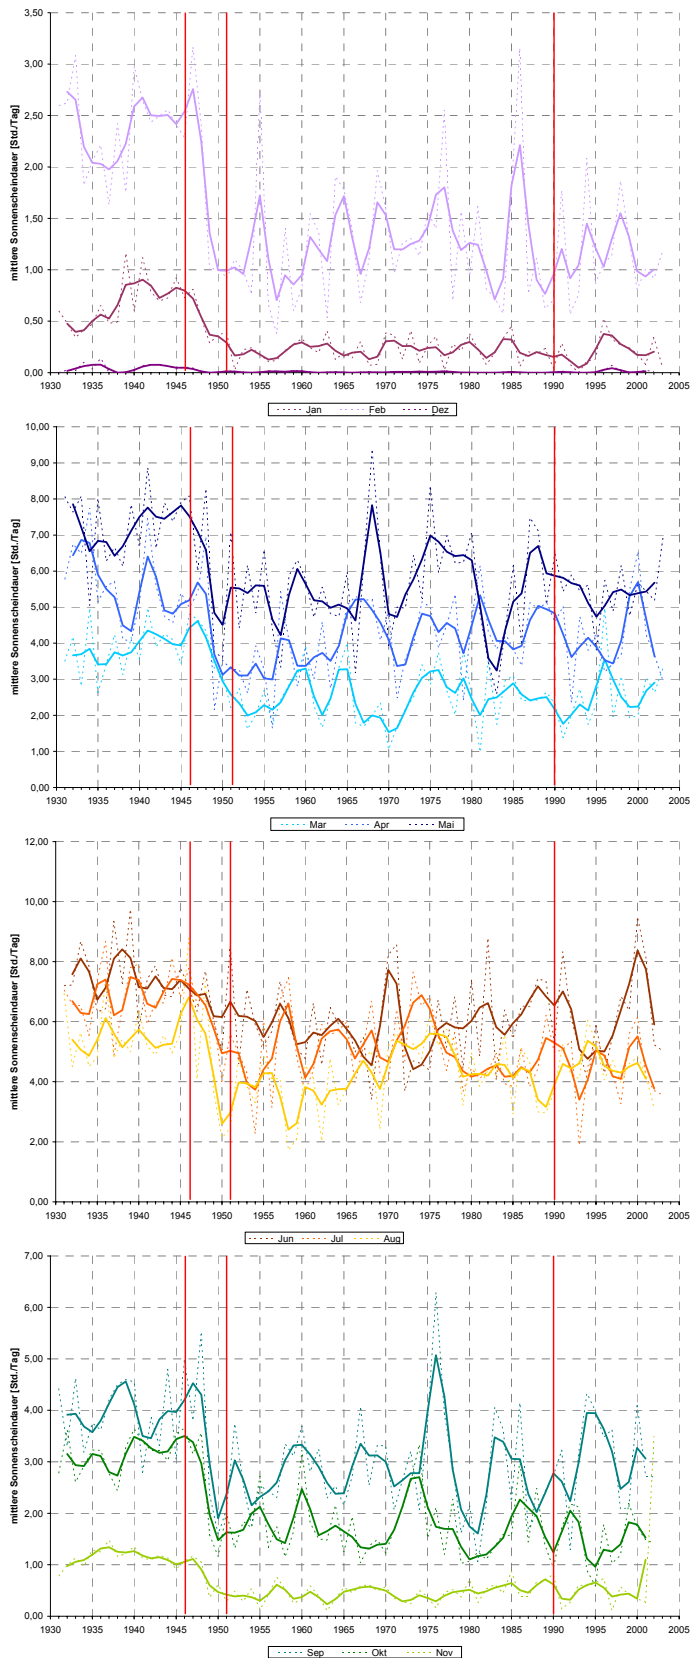 mittlere Sonnenscheindauer [Std./Tag]
3,50
3,00
2,50
2,00
1,50
1,00
0,50
0,00
1930 1935 1940 1945 1950 1955 1960 1965 1970 1975 1980 1985 1990 1995 2000 2005
Jan Feb Dez
mittlere Sonnenscheindauer [Std./Tag]
10,00
9,00
8,00
7,00
6,00
5,00
4,00
3,00
2,00
1,00
0,00
1930 1935 1940 1945 1950 1955 1960 1965 1970 1975 1980 1985 1990 1995 2000 2005
Mar Apr Mai
mittlere Sonnenscheindauer [Std./Tag]
12,00
10,00
8,00
6,00
4,00
2,00
0,00
1930 1935 1940 1945 1950 1955 1960 1965 1970 1975 1980 1985 1990 1995 2000 2005
Jun Jul Aug
mittlere Sonnenscheindauer [Std./Tag]
7,00
6,00
5,00
4,00
3,00
2,00
1,00
0,00
1930 1935 1940 1945 1950 1955 1960 1965 1970 1975 1980 1985 1990 1995 2000 2005
Sep Okt Nov